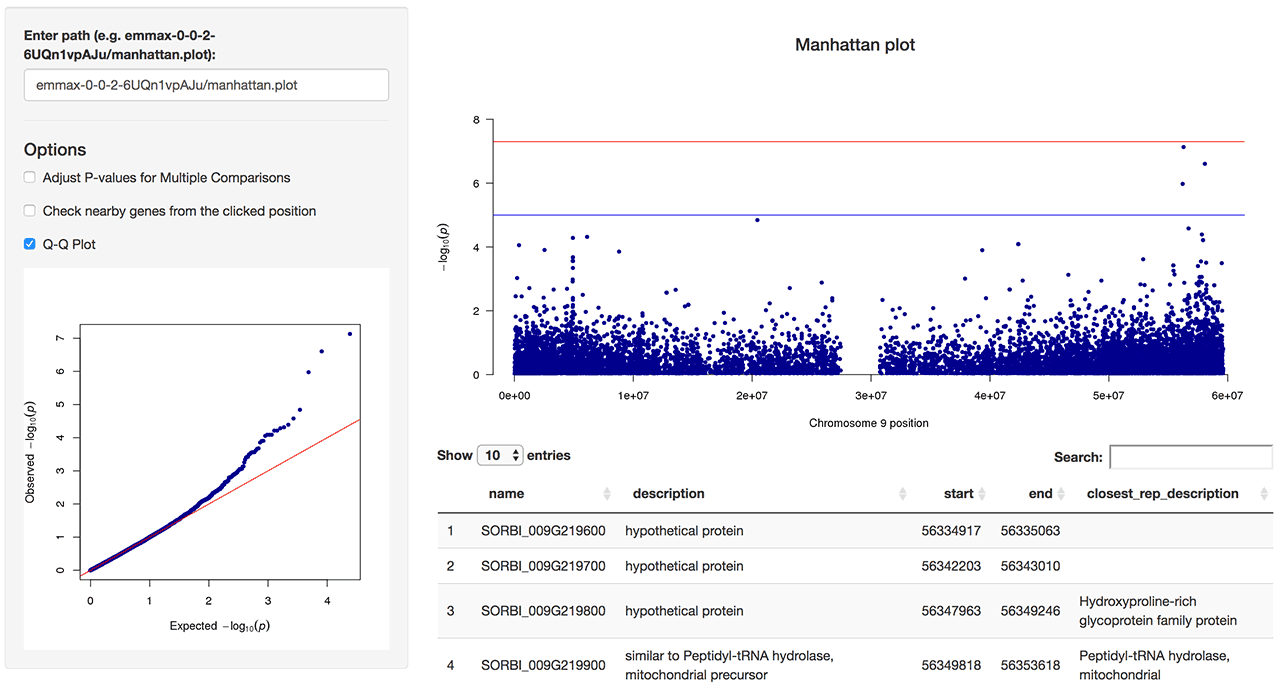 Enter path (e.g. emmax-0-0-2-
6UQn1vpAJu/manhattan.plot):
emmax-0-0-2-6UQn1vpAJu/manhattan.plot
Options
Adjust P-values for Multiple Comparisons
Check nearby genes from the clicked position
Q-Q Plot
Observed −log10(p)
7
6
5
4
3
2
1
0
0 1 2 3 4
Expected −log10(p)
Manhattan plot
−log10(p)
8
6
4
2
0
0e+00 1e+07 2e+07 3e+07 4e+07 5e+07 6e+07
Chromosome 9 position
Show 10 entries Search:
name description start end closest_rep_description
1 SORBI_009G219600 hypothetical protein 56334917 56335063
2 SORBI_009G219700 hypothetical protein 56342203 56343010
3 SORBI_009G219800 hypothetical protein 56347963 56349246 Hydroxyproline-rich
glycoprotein family protein
4 SORBI_009G219900 similar to Peptidyl-tRNA hydrolase, 56349818 56353618 Peptidyl-tRNA hydrolase,
mitochondrial precursor mitochondrial